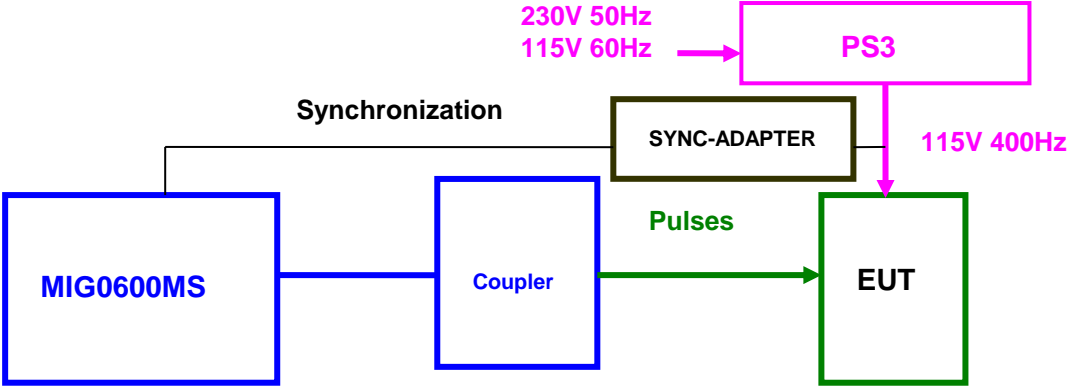 230V 50Hz
115V 60Hz
PS3
Synchronization
SYNC-ADAPTER
115V 400Hz
Pulses
MIG0600MS
Coupler
EUT